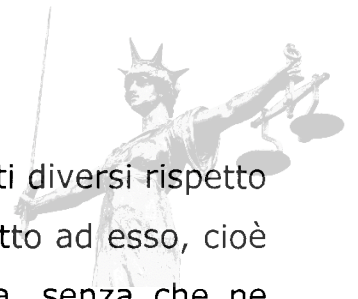 ti diversi rispetto
tto ad esso, cioè
a, senza che ne